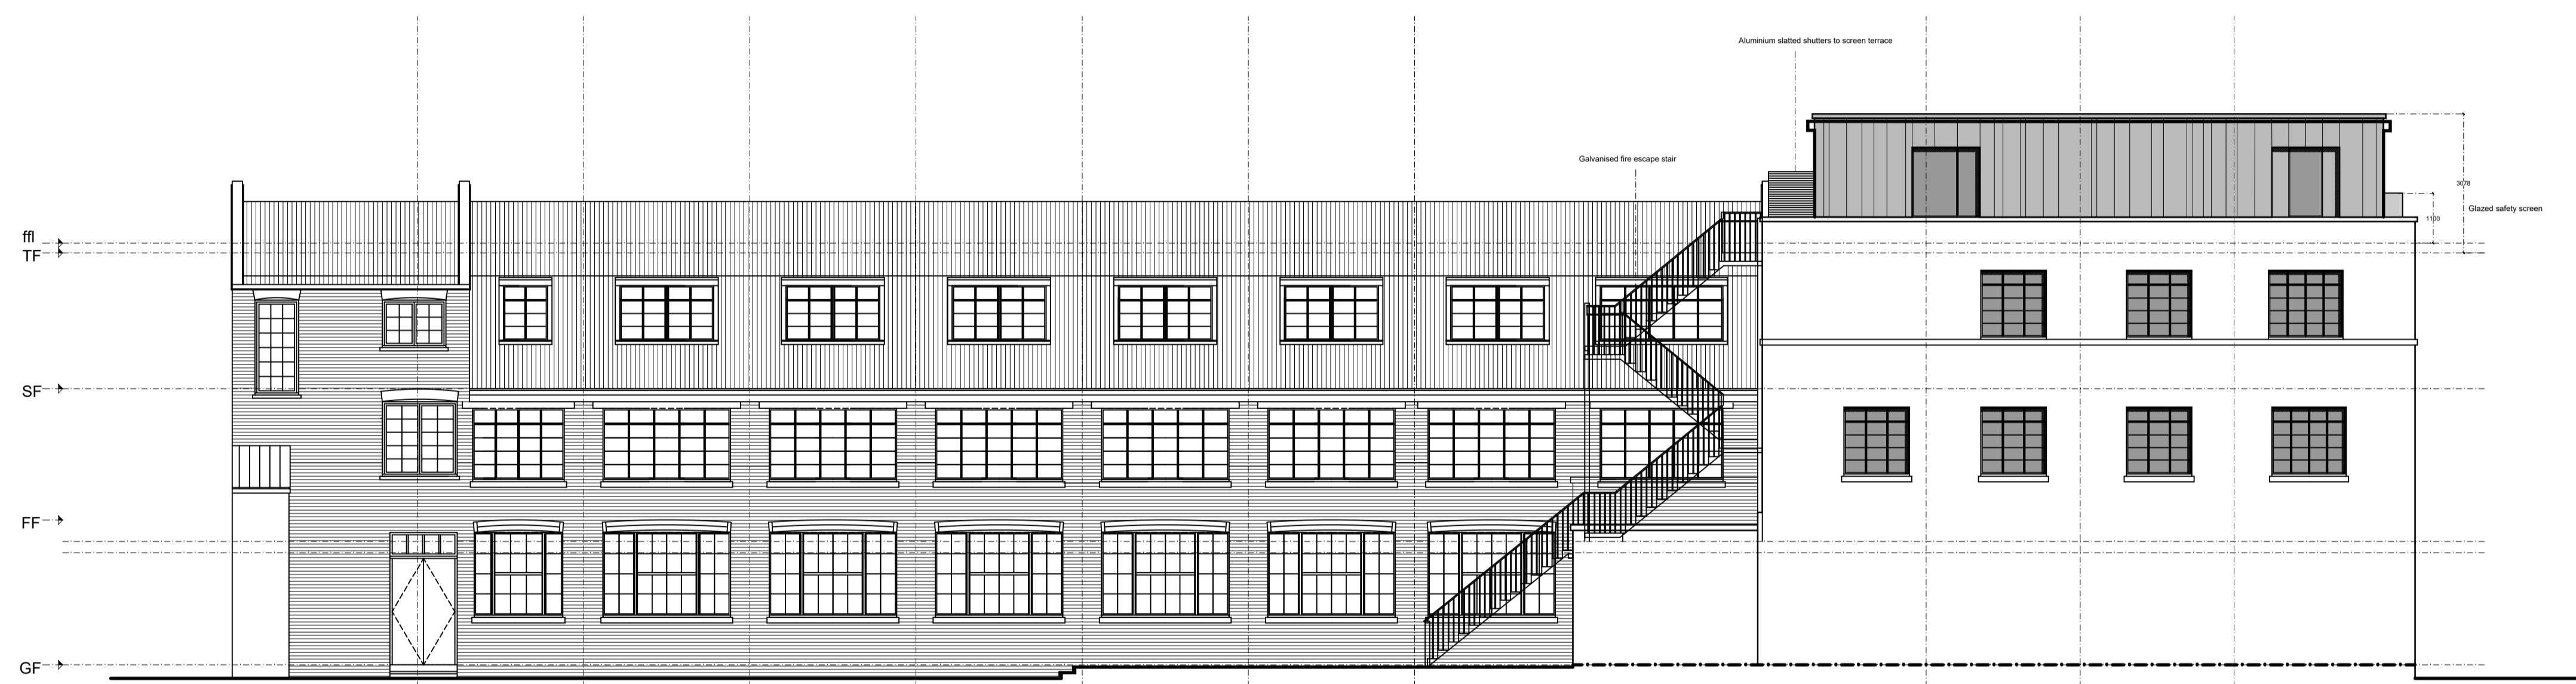 Aluminium slatted shutters to screen terrace
Galvanised fire escape stair
3078
Glazed safety screen
1100
ffl
TF
SF
FF
GF